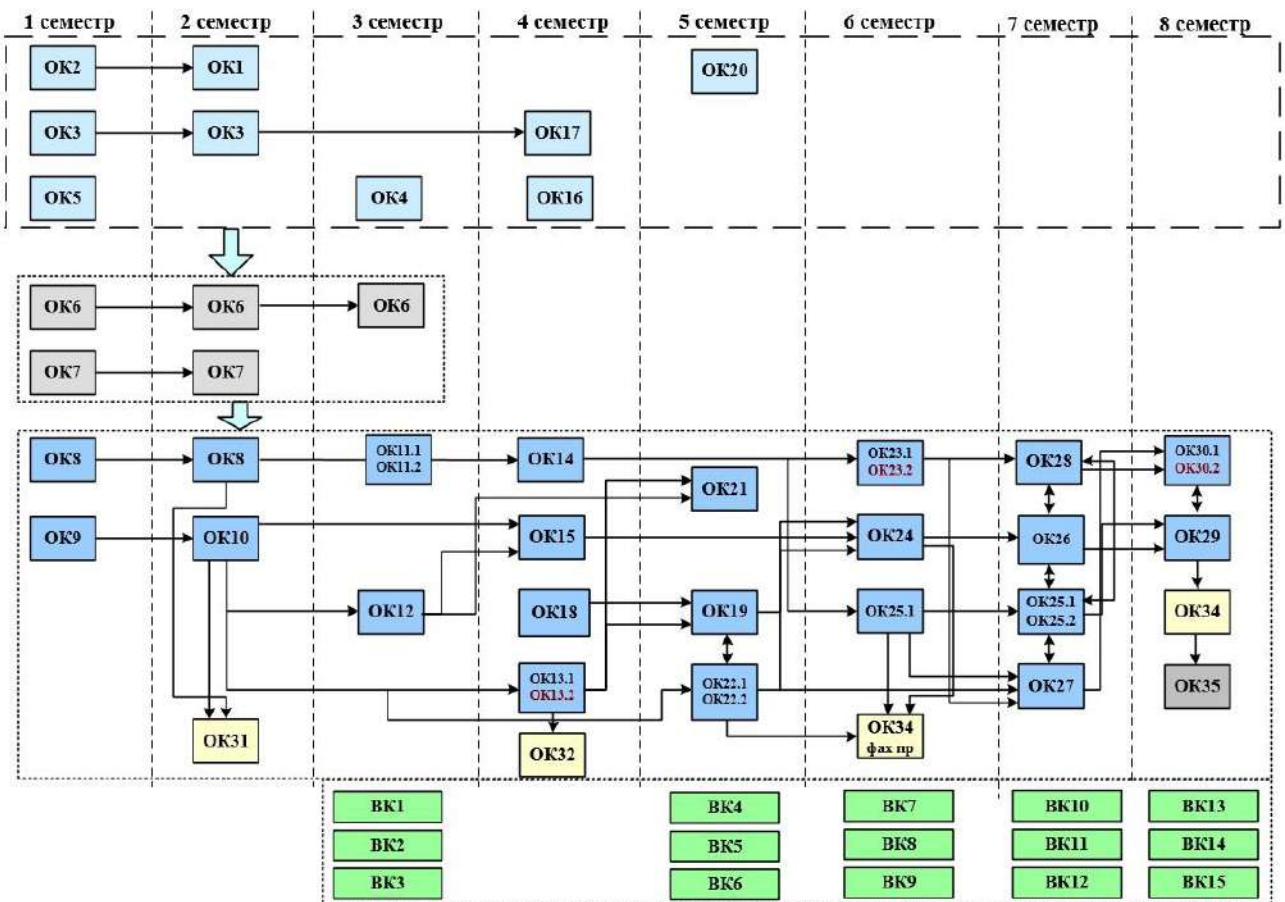 1 семестр 2 семестр 3 семестр 4 семестр 5 семестр 6 семестр 7 семестр 8 семестр
ОК2 ОК1 ОК20
ОК3 ОК3 ОК17
ОК5 ОК4 ОК16
ОК6 ОК6 ОК6
ОК7 ОК7
ОК8 ОК8 ОК11.1 ОК14 ОК23.1 ОК28 ОК30.1
ОК11.2 ОК23.2 ОК30.2
ОК21
ОК9 ОК10 ОК15 ОК24 ОК26 ОК29
ОК12 ОК18 ОК19 ОК25.1 ОК25.1 ОК34
ОК25.2
ОК13.1 ОК22.1 ОК27 ОК35
ОК13.2 ОК22.2
ОК31 ОК32 ОК34
фах пр
ВК1 ВК4 ВК7 ВК10 ВК13
ВК2 ВК5 ВК8 ВК11 ВК14
ВК3 ВК6 ВК9 ВК12 ВК15